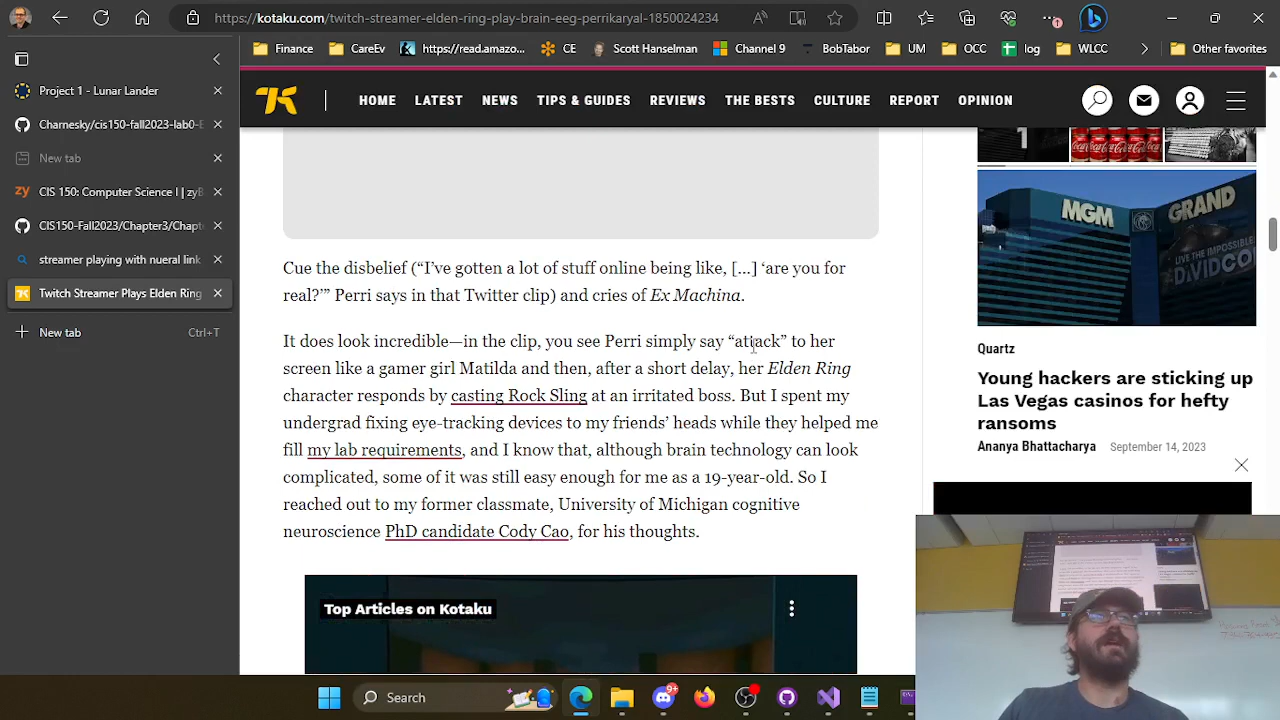 https://kotaku.com/twitch-streamer-elden-ring-play-brain-eeg-perrikaryal-1850024234
Finance
CareEv
https://read.amazo...
CE
Scott Hanselman
Channel 9
BobTabor
UM
OCC
log
WLCC
Other favorites
Project 1 - Lunar Lander
Charnesky/cis150-fall2023-lab0-E
New tab
CIS 150: Computer Science I | zyB
CIS150-Fall2023/Chapter3/Chapt
streamer playing with nueral link
Twitch Streamer Plays Elden Ring
New tab Ctrl+T
HOME LATEST NEWS TIPS & GUIDES REVIEWS THE BESTS CULTURE REPORT OPINION
Cue the disbelief (“I’ve gotten a lot of stuff online being like, [...] ‘are you for
real?’” Perri says in that Twitter clip) and cries of Ex Machina.
It does look incredible—in the clip, you see Perri simply say “attack” to her
screen like a gamer girl Matilda and then, after a short delay, her Elden Ring
character responds by casting Rock Sling at an irritated boss. But I spent my
undergrad fixing eye-tracking devices to my friends’ heads while they helped me
fill my lab requirements, and I know that, although brain technology can look
complicated, some of it was still easy enough for me as a 19-year-old. So I
reached out to my former classmate, University of Michigan cognitive
neuroscience PhD candidate Cody Cao, for his thoughts.
Top Articles on Kotaku
MGM GRAND
Quartz
Young hackers are sticking up
Las Vegas casinos for hefty
ransoms
Ananya Bhattacharya September 14, 2023
Search
9+